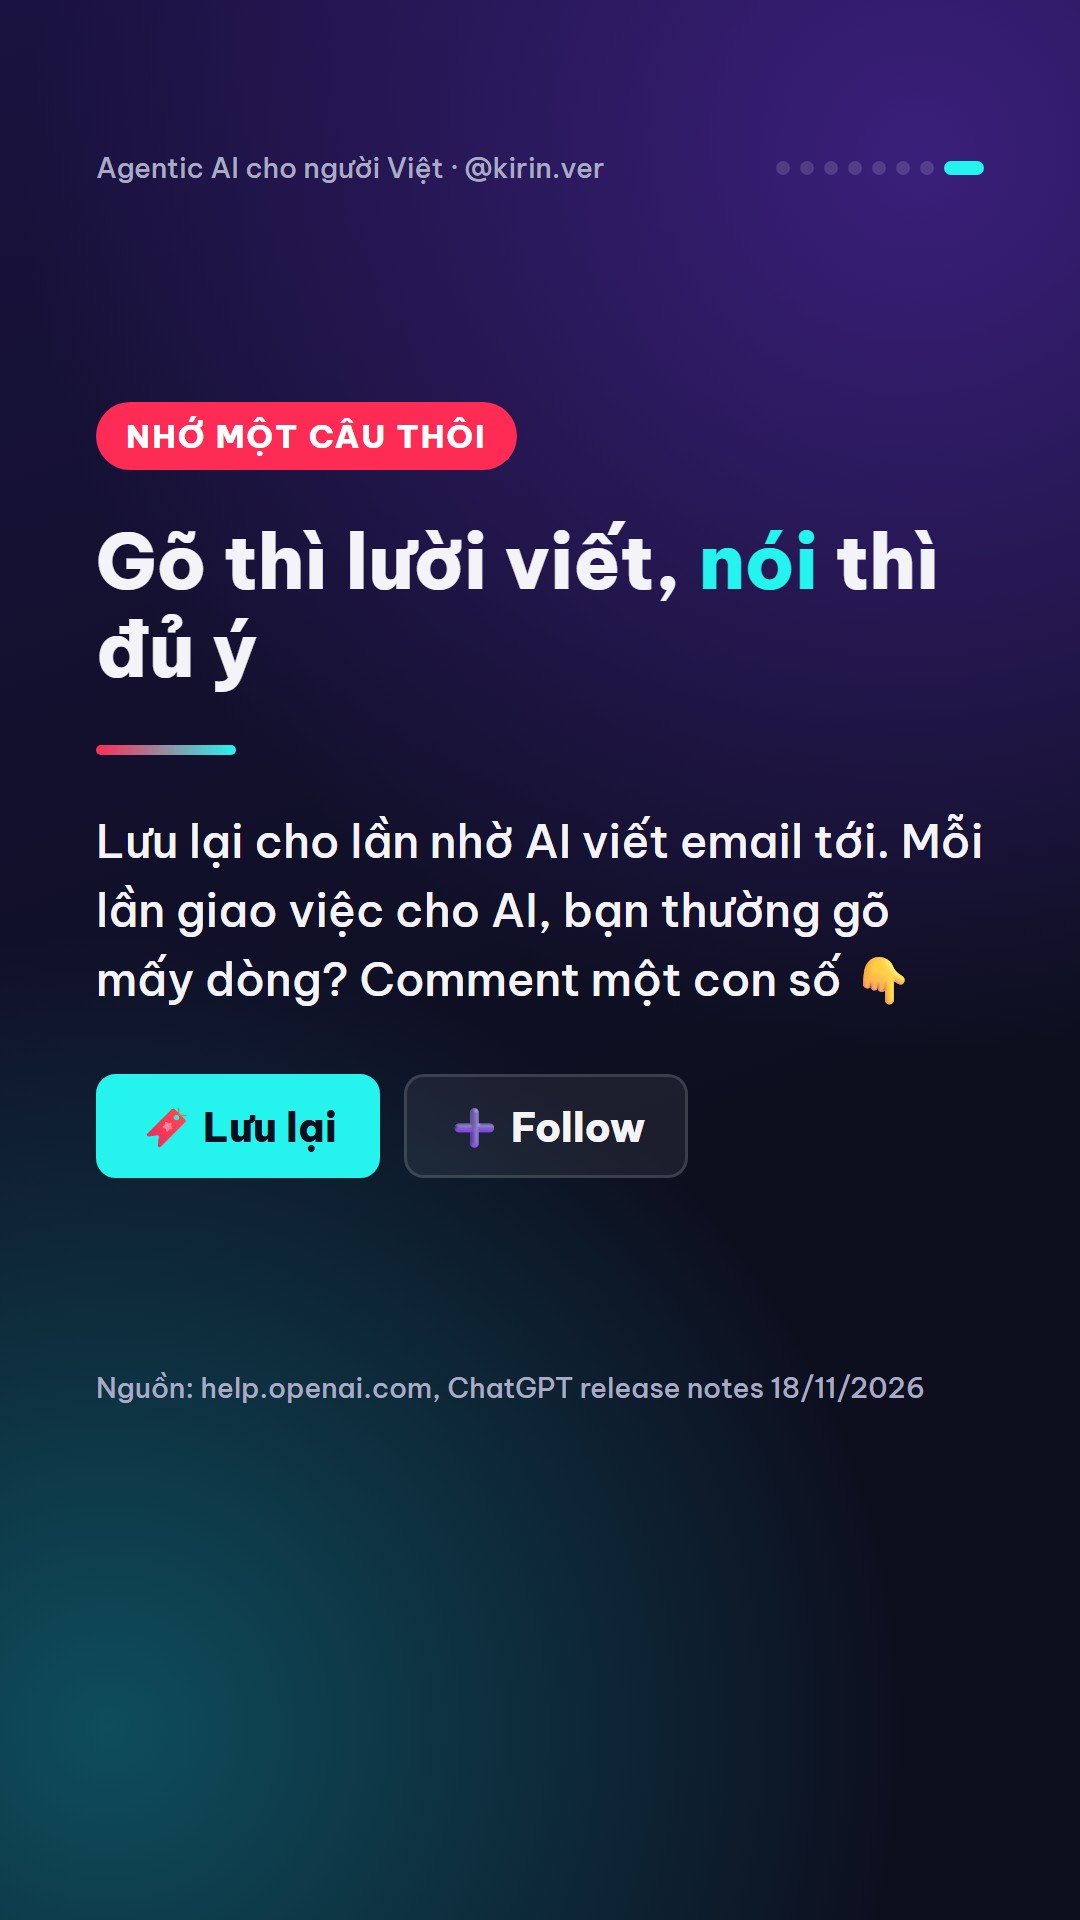 Agentic AI cho người Việt · @kirin.ver
NHỚ MỘT CÂU THÔI
Gõ thì lười viết, nói thì
đủ ý
Lưu lại cho lần nhờ AI viết email tới. Mỗi
lần giao việc cho AI, bạn thường gõ
mấy dòng? Comment một con số 👇
Lưu lại
Follow
Nguồn: help.openai.com, ChatGPT release notes 18/11/2026